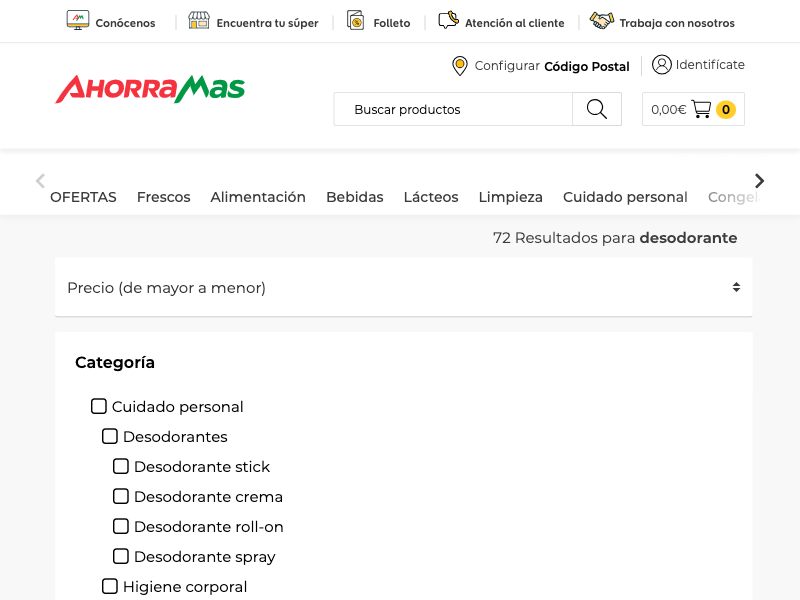 Conócenos
Encuentra tu súper
Folleto
Atención al cliente
Trabaja con nosotros
Configurar Código Postal
Identifícate
AHORRAMAS
Buscar productos
0,00€
0
OFERTAS
Frescos
Alimentación
Bebidas
Lácteos
Limpieza
Cuidado personal
72 Resultados para desodorante
Precio (de mayor a menor)
Categoría
Cuidado personal
Desodorantes
Desodorante stick
Desodorante crema
Desodorante roll-on
Desodorante spray
Higiene corporal